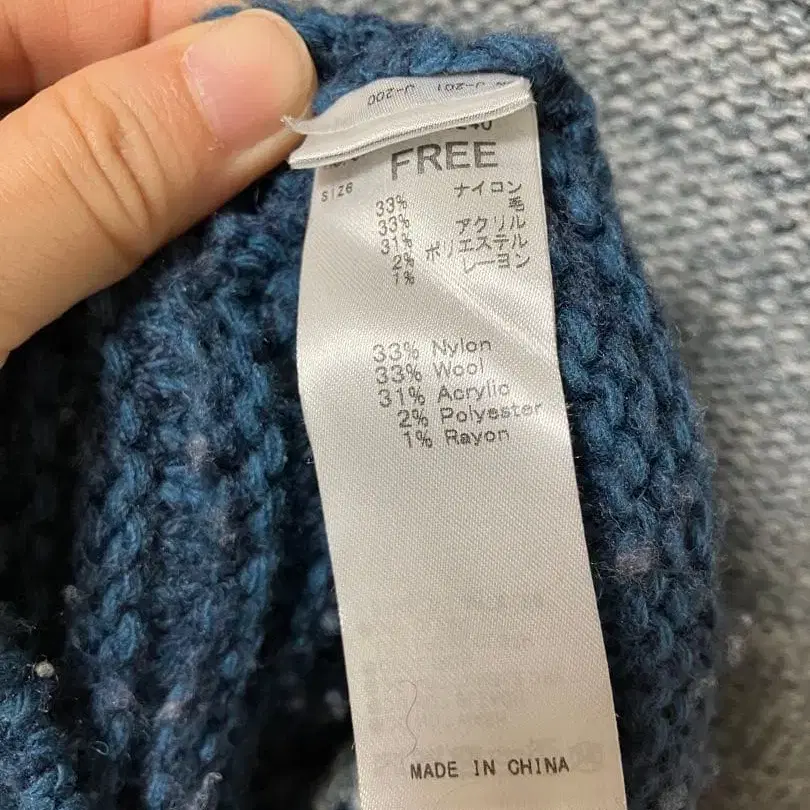 J-201 J-200
FREE
SIZE
33% ナイロン
33% 毛
31% アクリル
2% ポリエステル
1% レーヨン
33% Nylon
33% Wool
31% Acrylic
2% Polyester
1% Rayon
MADE IN CHINA